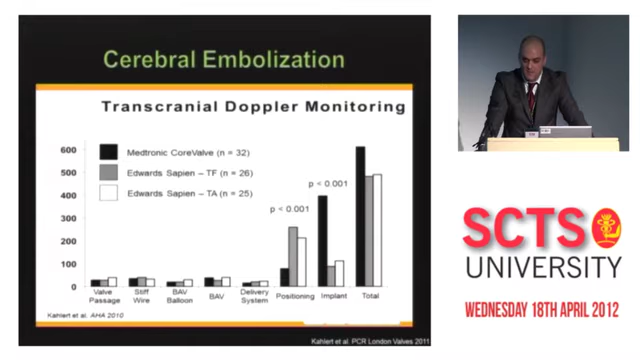 Cerebral Embolization
Transcranial Doppler Monitoring
600
500
400
300
200
100
0
Medtronic CoreValve (n = 32)
Edwards Sapien – TF (n = 26)
Edwards Sapien – TA (n = 25)
p < 0.001
p < 0.001
Valve Passage
Stiff Wire
BAV Balloon
BAV
Delivery System
Positioning
Implant
Total
Kahlert et al. AHA 2010
Kahlert et al. PCR London Valves 2011
SCTS
UNIVERSITY
WEDNESDAY 18TH APRIL 2012